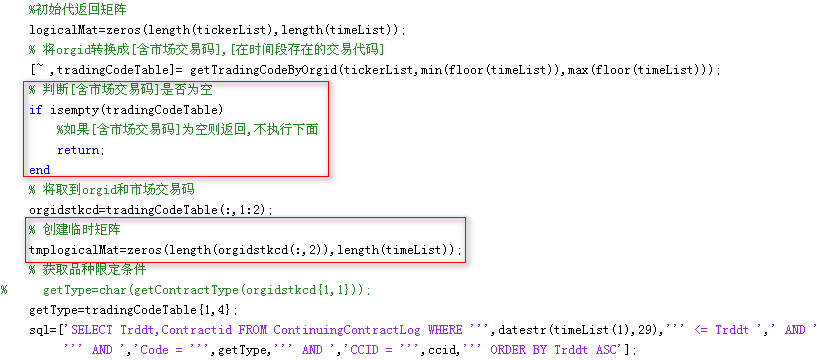 %初始代返回矩阵
logicalMat=zeros(length(tickerList),length(timeList));
% 将orgid转换成[含市场交易码],[在时间段存在的交易代码]
[~ ,tradingCodeTable]= getTradingCodeByOrgid(tickerList,min(floor(timeList)),max(floor(timeList)));
% 判断[含市场交易码]是否为空
if isempty(tradingCodeTable)
%如果[含市场交易码]为空则返回,不执行下面
return;
end
% 将取到orgid和市场交易码
orgidstkcd=tradingCodeTable(:,1:2);
% 创建临时矩阵
tmplogicalMat=zeros(length(orgidstkcd(:,2)),length(timeList));
% 获取品种限定条件
% getType=char(getContractType(orgidstkcd{1,1}));
getType=tradingCodeTable{1,4};
sql=['SELECT Trddt,Contractid FROM ContinuingContractLog WHERE ''',datestr(timeList(1),29),''' <= Trddt ',' AND '
''' AND ','Code = ''',getType,''' AND ','CCID = ''',ccid,''' ORDER BY Trddt ASC'];